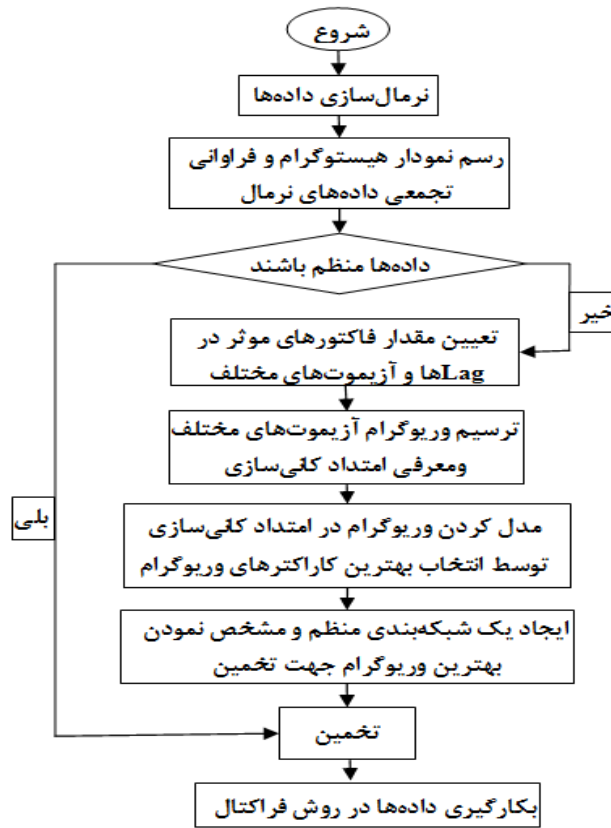 شروع
نرمال‌سازی داده‌ها
رسم نمودار هیستوگرام و فراوانی
تجمعی داده‌های نرمال
داده‌ها منظم باشند
خیر
تعیین مقدار فاکتورهای موثر در
Lagها و آزیموت‌های مختلف
ترسیم وریوگرام آزیموت‌های مختلف
ومعرفی امتداد کانی‌سازی
بلی
مدل کردن وریوگرام در امتداد کانی‌سازی
توسط انتخاب بهترین کاراکترهای وریوگرام
ایجاد یک شبکه‌بندی منظم و مشخص نمودن
بهترین وریوگرام جهت تخمین
تخمین
بکارگیری داده‌ها در روش فراکتال